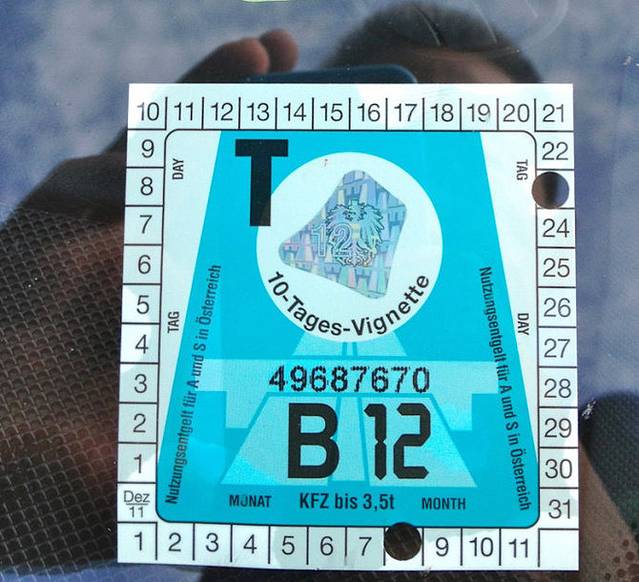 10 11 12 13 14 15 16 17 18 19 20 21
9 22
8
7 24
6 25
5 26
4 27
3 28
2 29
1 30
Dez 11 31
1 2 3 4 5 6 7 9 10 11
DAY
TAG
T
12
10-Tages-Vignette
TAG
DAY
Nutzungsentgelt für A und S in Österreich
Nutzungsentgelt für A und S in Österreich
49687670
B 12
MONAT KFZ bis 3,5t MONTH